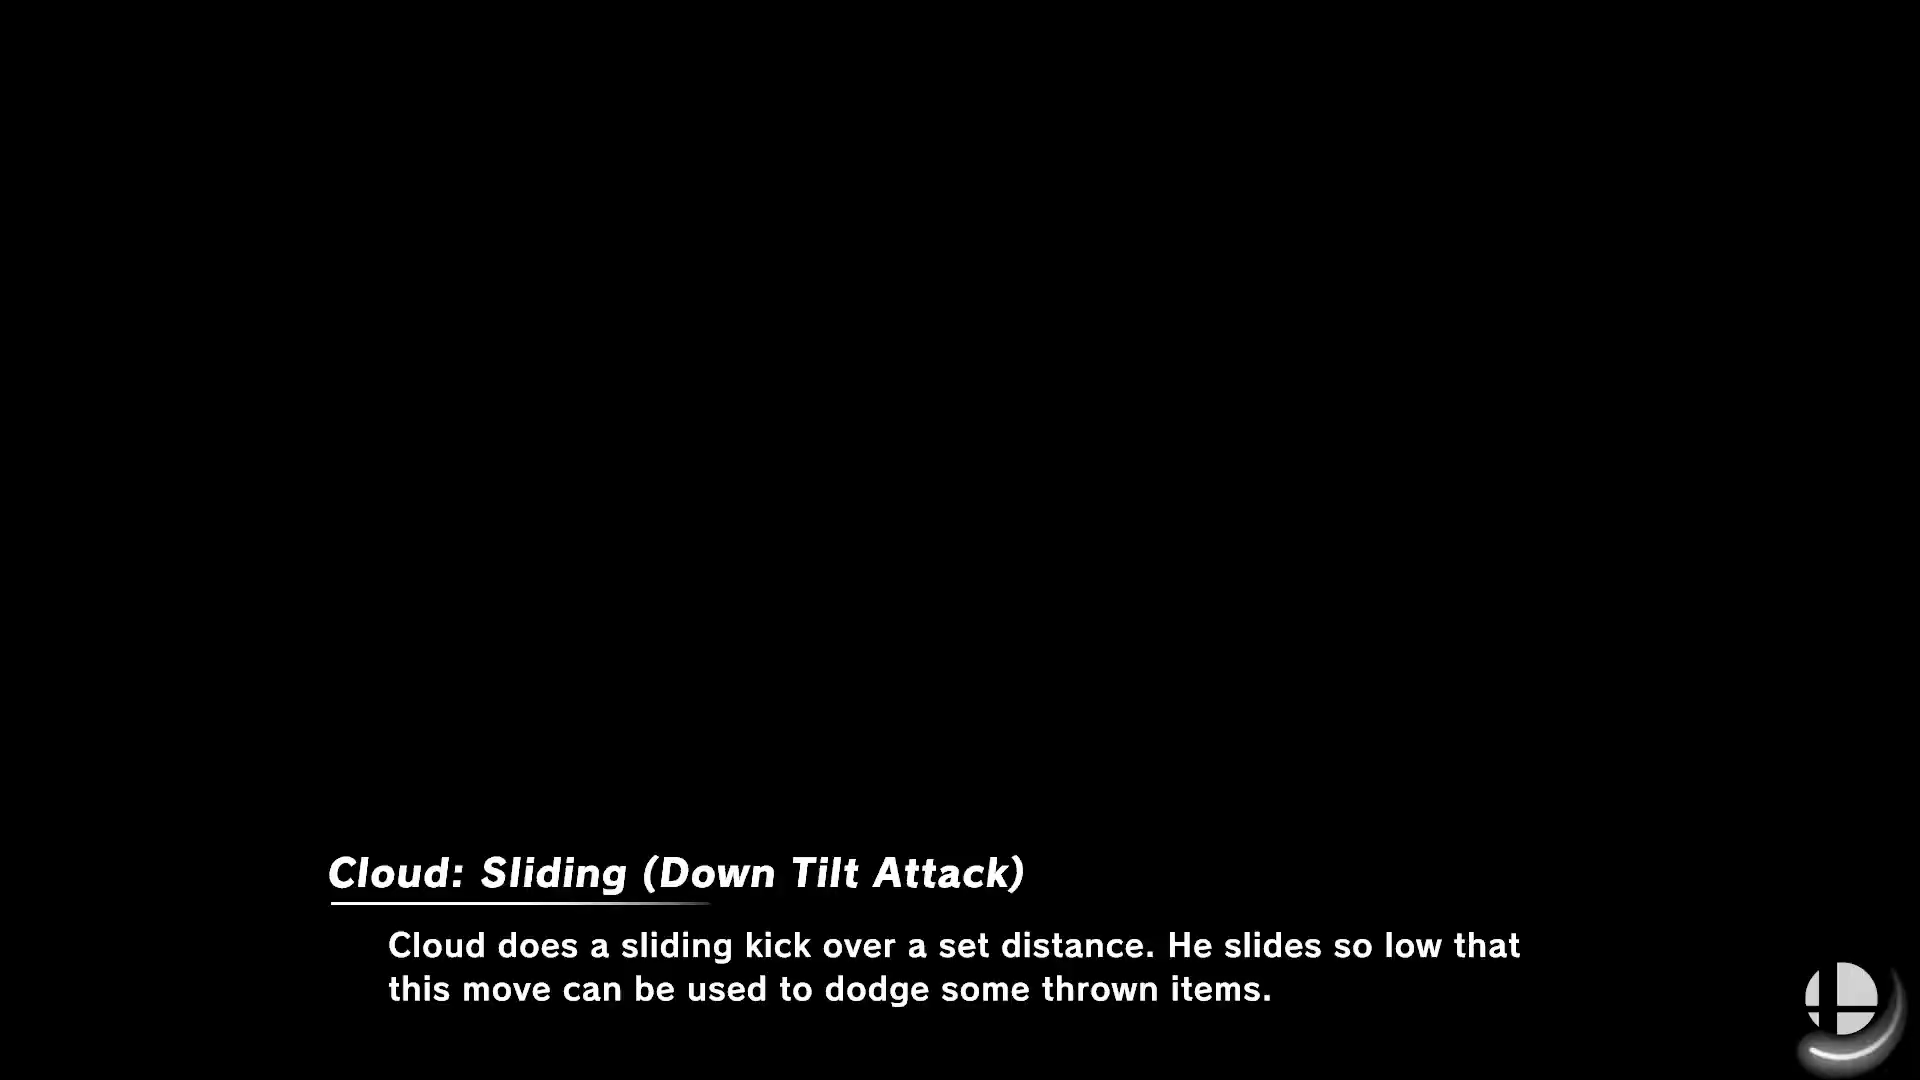 Cloud: Sliding (Down Tilt Attack)
Cloud does a sliding kick over a set distance. He slides so low that
this move can be used to dodge some thrown items.